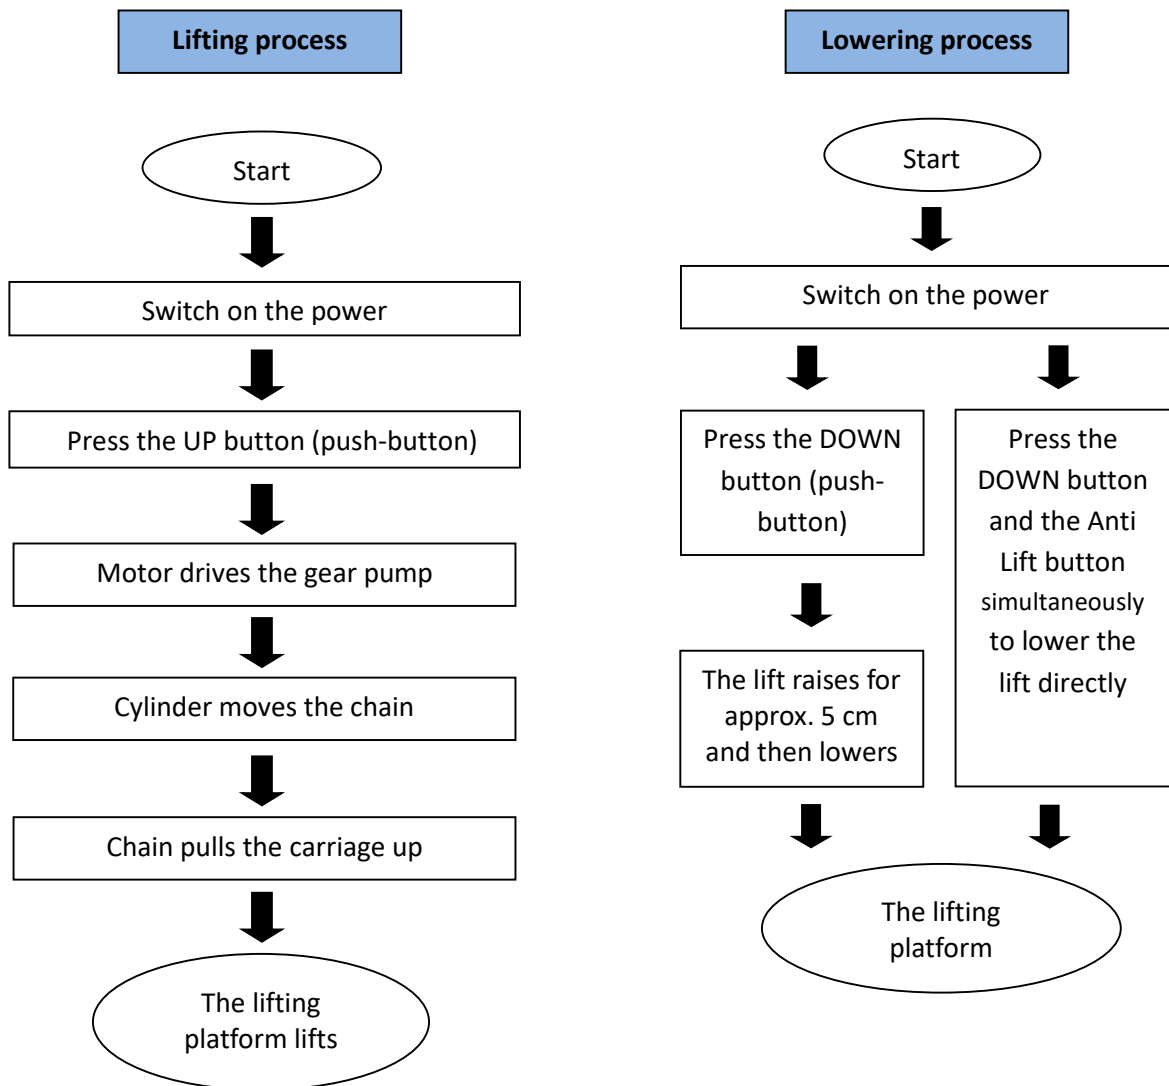 Lifting process
Start
Switch on the power
Press the UP button (push-button)
Motor drives the gear pump
Cylinder moves the chain
Chain pulls the carriage up
The lifting
platform lifts
Lowering process
Start
Switch on the power
Press the DOWN
button (push-
button)
The lift raises for
approx. 5 cm
and then lowers
Press the
DOWN button
and the Anti
Lift button
simultaneously
to lower the
lift directly
The lifting
platform